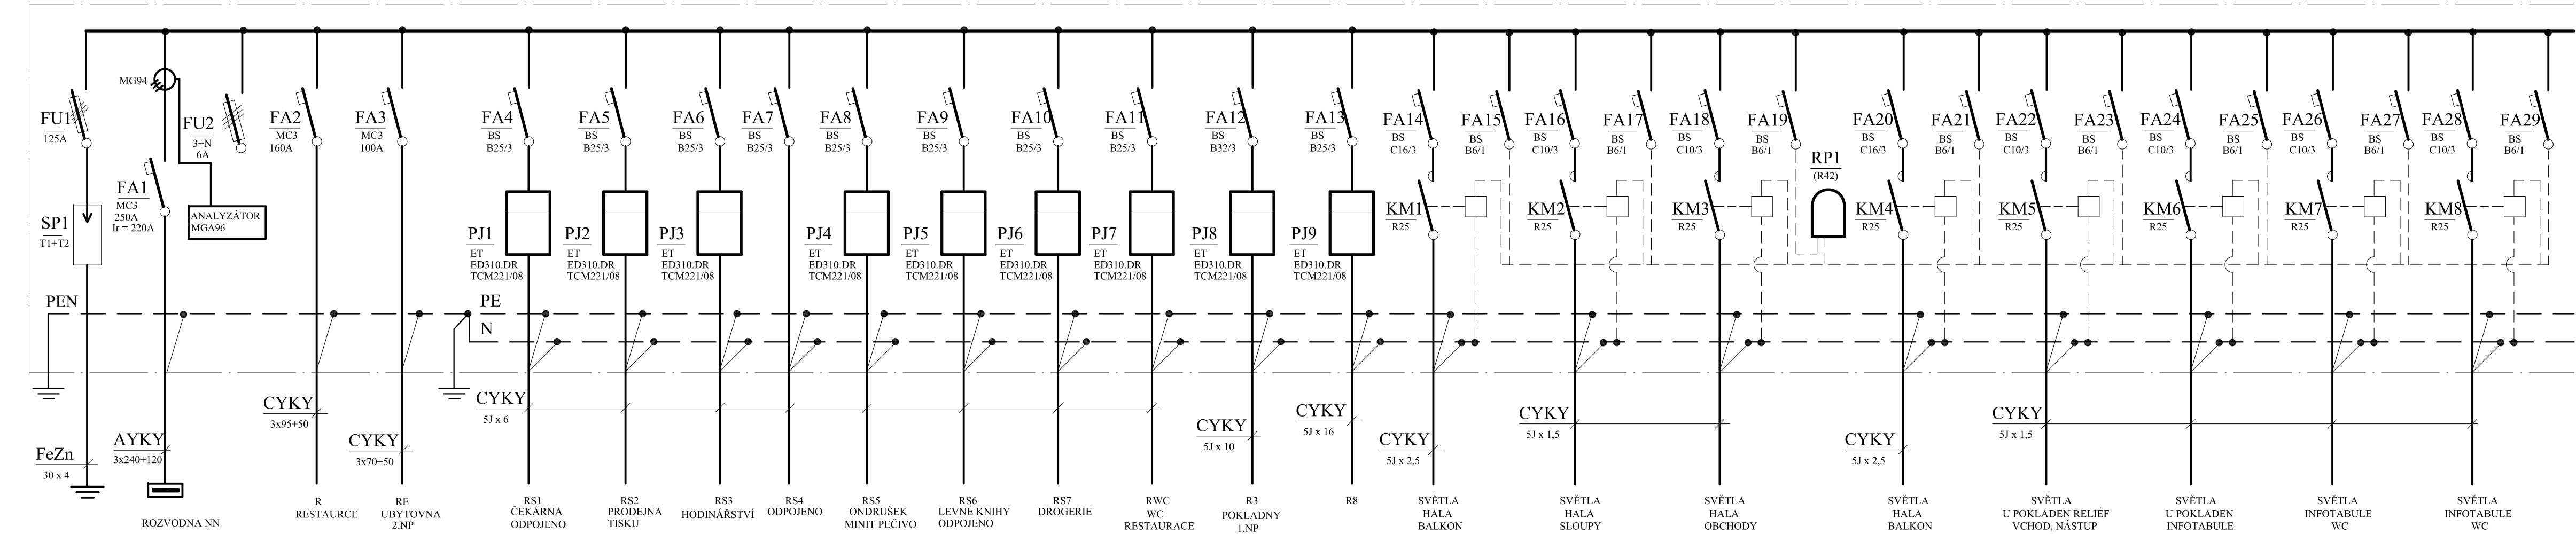 MG94
FU1
125A
FU2
3+N
6A
FA1
MC3
250A
Ir = 220A
ANALYZÁTOR
MGA96
SP1
T1+T2
FA2
MC3
160A
FA3
MC3
100A
FA4
BS
B25/3
FA5
BS
B25/3
FA6
BS
B25/3
FA7
BS
B25/3
FA8
BS
B25/3
FA9
BS
B25/3
FA10
BS
B25/3
FA11
BS
B25/3
FA12
BS
B32/3
FA13
BS
B25/3
FA14
BS
C16/3
FA15
BS
B6/1
FA16
BS
C10/3
FA17
BS
B6/1
FA18
BS
C10/3
FA19
BS
B6/1
RP1
(R42)
FA20
BS
C16/3
FA21
BS
B6/1
FA22
BS
C10/3
FA23
BS
B6/1
FA24
BS
C10/3
FA25
BS
B6/1
FA26
BS
C10/3
FA27
BS
B6/1
FA28
BS
C10/3
FA29
BS
B6/1
PJ1
ET
ED310.DR
TCM221/08
PJ2
ET
ED310.DR
TCM221/08
PJ3
ET
ED310.DR
TCM221/08
PJ4
ET
ED310.DR
TCM221/08
PJ5
ET
ED310.DR
TCM221/08
PJ6
ET
ED310.DR
TCM221/08
PJ7
ET
ED310.DR
TCM221/08
PJ8
ET
ED310.DR
TCM221/08
PJ9
ET
ED310.DR
TCM221/08
KM1
R25
KM2
R25
KM3
R25
KM4
R25
KM5
R25
KM6
R25
KM7
R25
KM8
R25
PEN
PE
N
FeZn
30 x 4
AYKY
3x240+120
CYKY
3x95+50
CYKY
3x70+50
CYKY
5J x 6
CYKY
5J x 10
CYKY
5J x 16
CYKY
5J x 2,5
CYKY
5J x 1,5
CYKY
5J x 2,5
CYKY
5J x 1,5
ROZVODNA NN
R
RESTAURCE
RE
UBYTOVNA
2.NP
RS1
ČEKÁRNA
ODPOJENO
RS2
PRODEJNA
TISKU
RS3
HODINÁŘSTVÍ
RS4
ODPOJENO
RS5
ONDRUŠEK
MINIT PEČIVO
RS6
LEVNÉ KNIHY
ODPOJENO
RS7
DROGERIE
RWC
WC
RESTAURACE
R3
POKLADNY
1.NP
R8
SVĚTLA
HALA
BALKON
SVĚTLA
HALA
SLOUPY
SVĚTLA
HALA
OBCHODY
SVĚTLA
HALA
BALKON
SVĚTLA
U POKLADEN RELIÉF
VCHOD, NÁSTUP
SVĚTLA
U POKLADEN
INFOTABULE
SVĚTLA
INFOTABULE
WC
SVĚTLA
INFOTABULE
WC